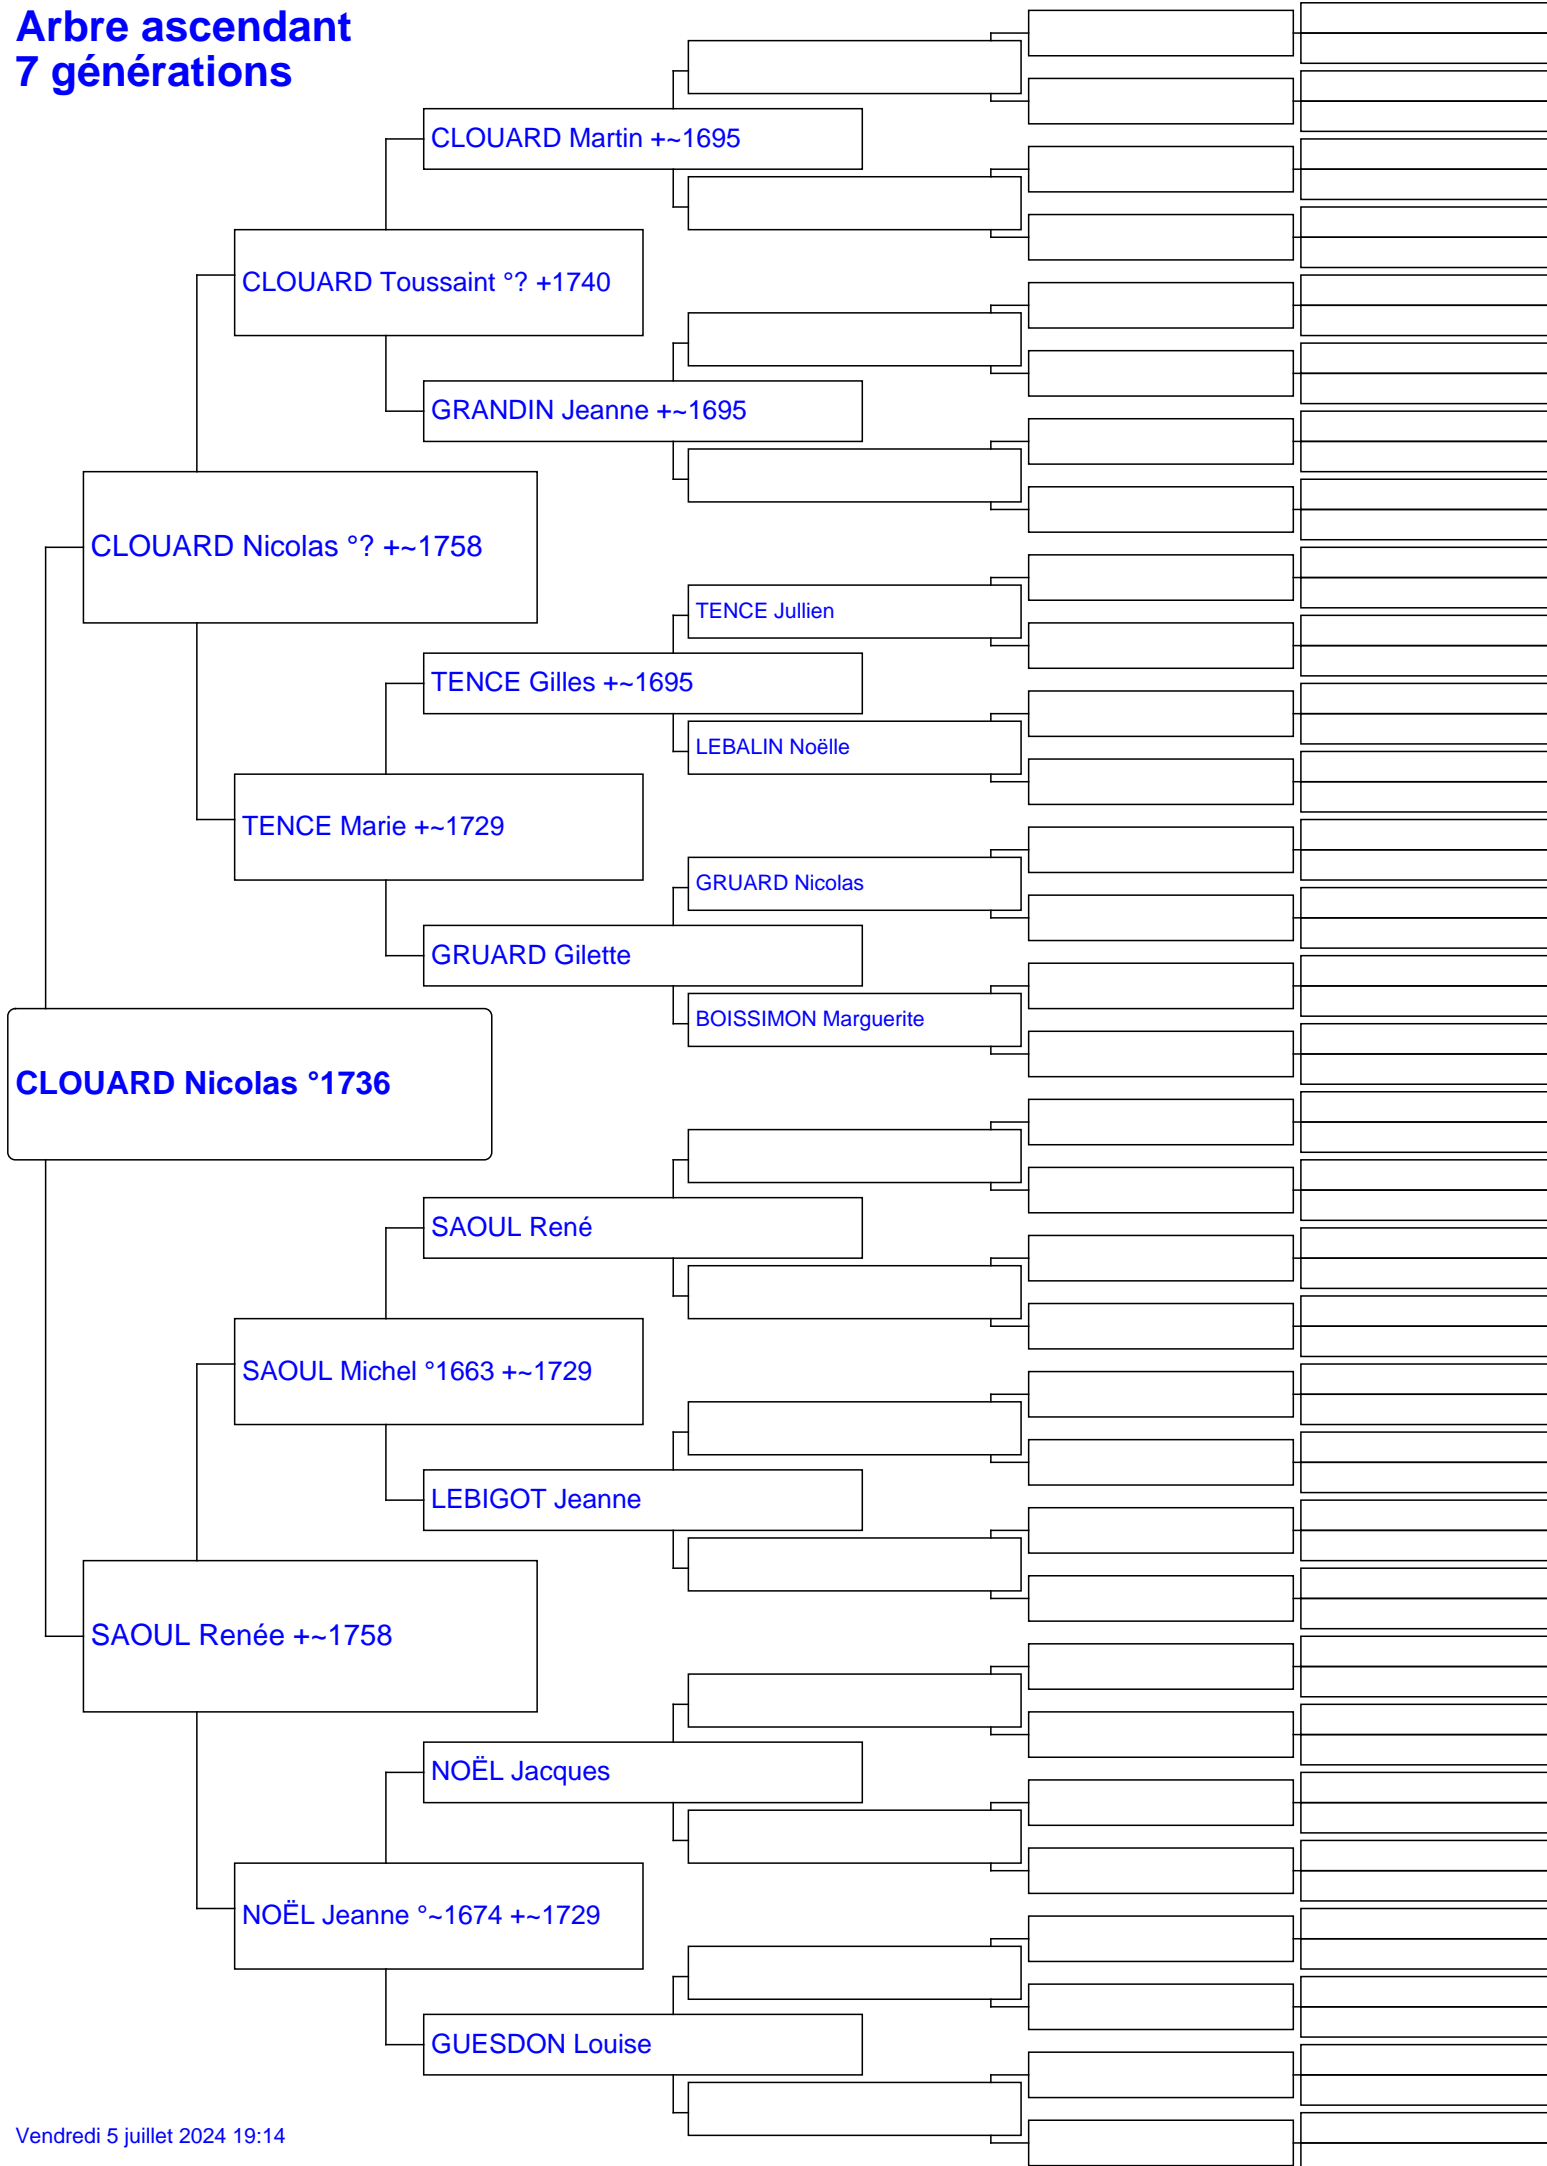 Arbre ascendant
7 générations
CLOUARD Martin +~1695
CLOUARD Toussaint °? +1740
GRANDIN Jeanne +~1695
CLOUARD Nicolas °? +~1758
TENCE Jullien
TENCE Gilles +~1695
LEBALIN Noëlle
TENCE Marie +~1729
GRUARD Nicolas
GRUARD Gilette
BOISSIMON Marguerite
CLOUARD Nicolas °1736
SAOUL René
SAOUL Michel °1663 +~1729
LEBIGOT Jeanne
SAOUL Renée +~1758
NOËL Jacques
NOËL Jeanne °~1674 +~1729
GUESDON Louise
Vendredi 5 juillet 2024 19:14